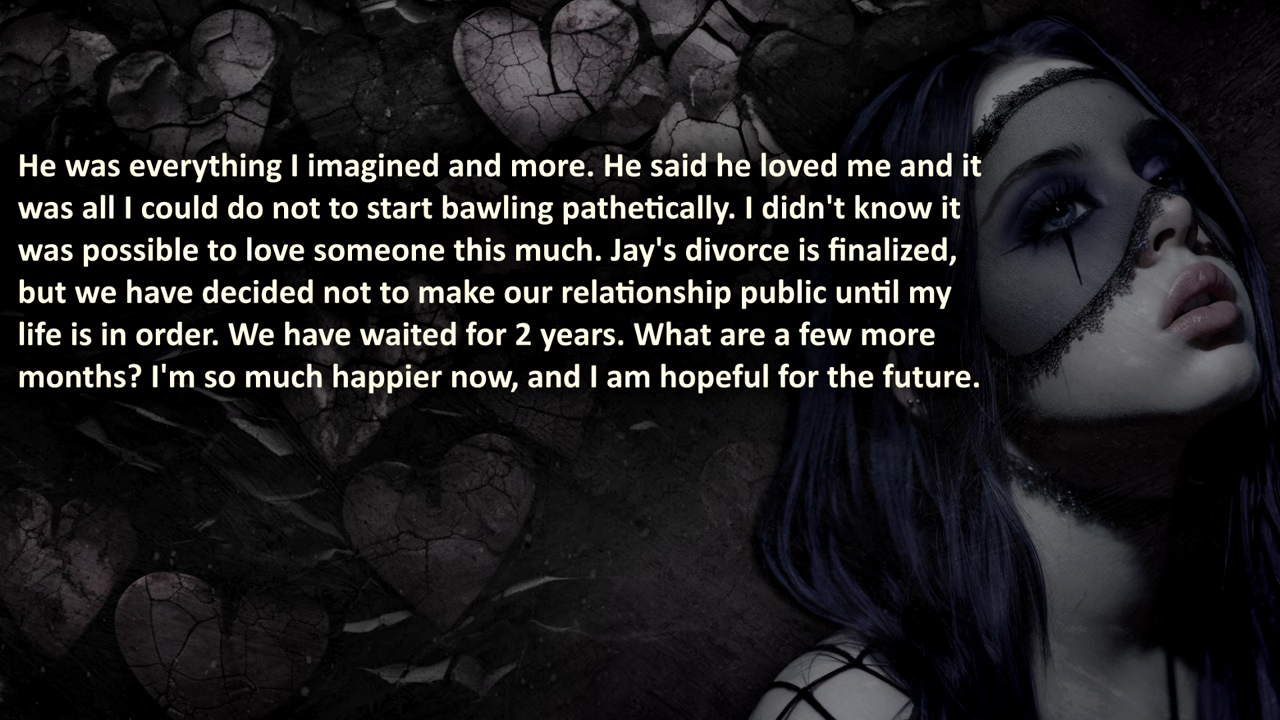 He was everything I imagined and more. He said he loved me and it
was all I could do not to start bawling pathetically. I didn't know it
was possible to love someone this much. Jay's divorce is finalized,
but we have decided not to make our relationship public until my
life is in order. We have waited for 2 years. What are a few more
months? I'm so much happier now, and I am hopeful for the future.